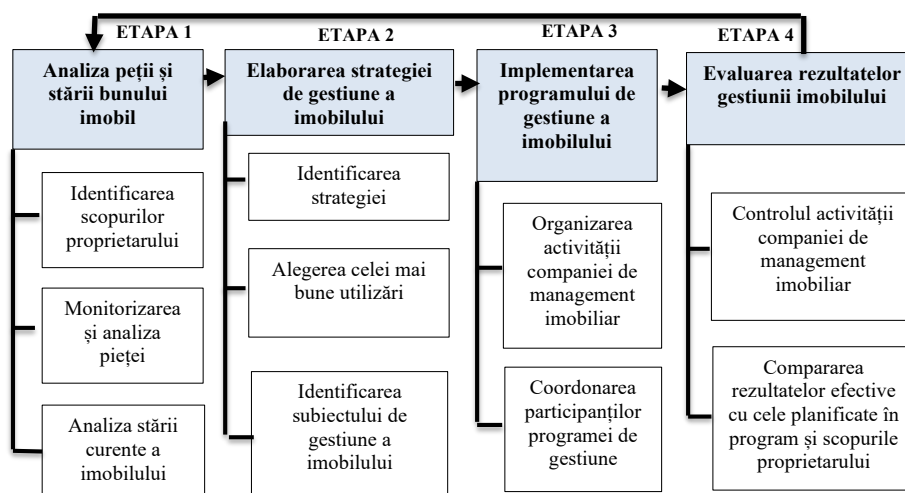 ETAPA 1
Analiza peții și
stării bunului
imobil
Identificarea
scopurilor
proprietarului
Monitorizarea
și analiza
pieței
Analiza stării
curente a
imobilului
ETAPA 2
Elaborarea strategiei
de gestiune a
imobilului
Identificarea
strategiei
Alegerea celei mai
bune utilizări
Identificarea
subiectului de
gestiune a
imobilului
ETAPA 3
Implementarea
programului de
gestiune a
imobilului
Organizarea
activității
companiei de
management
imobiliar
Coordonarea
participanților
programei de
gestiune
ETAPA 4
Evaluarea rezultatelor
gestiunii imobilului
Controlul activității
companiei de
management
imobiliar
Compararea
rezultatelor efective
cu cele planificate în
program și scopurile
proprietarului